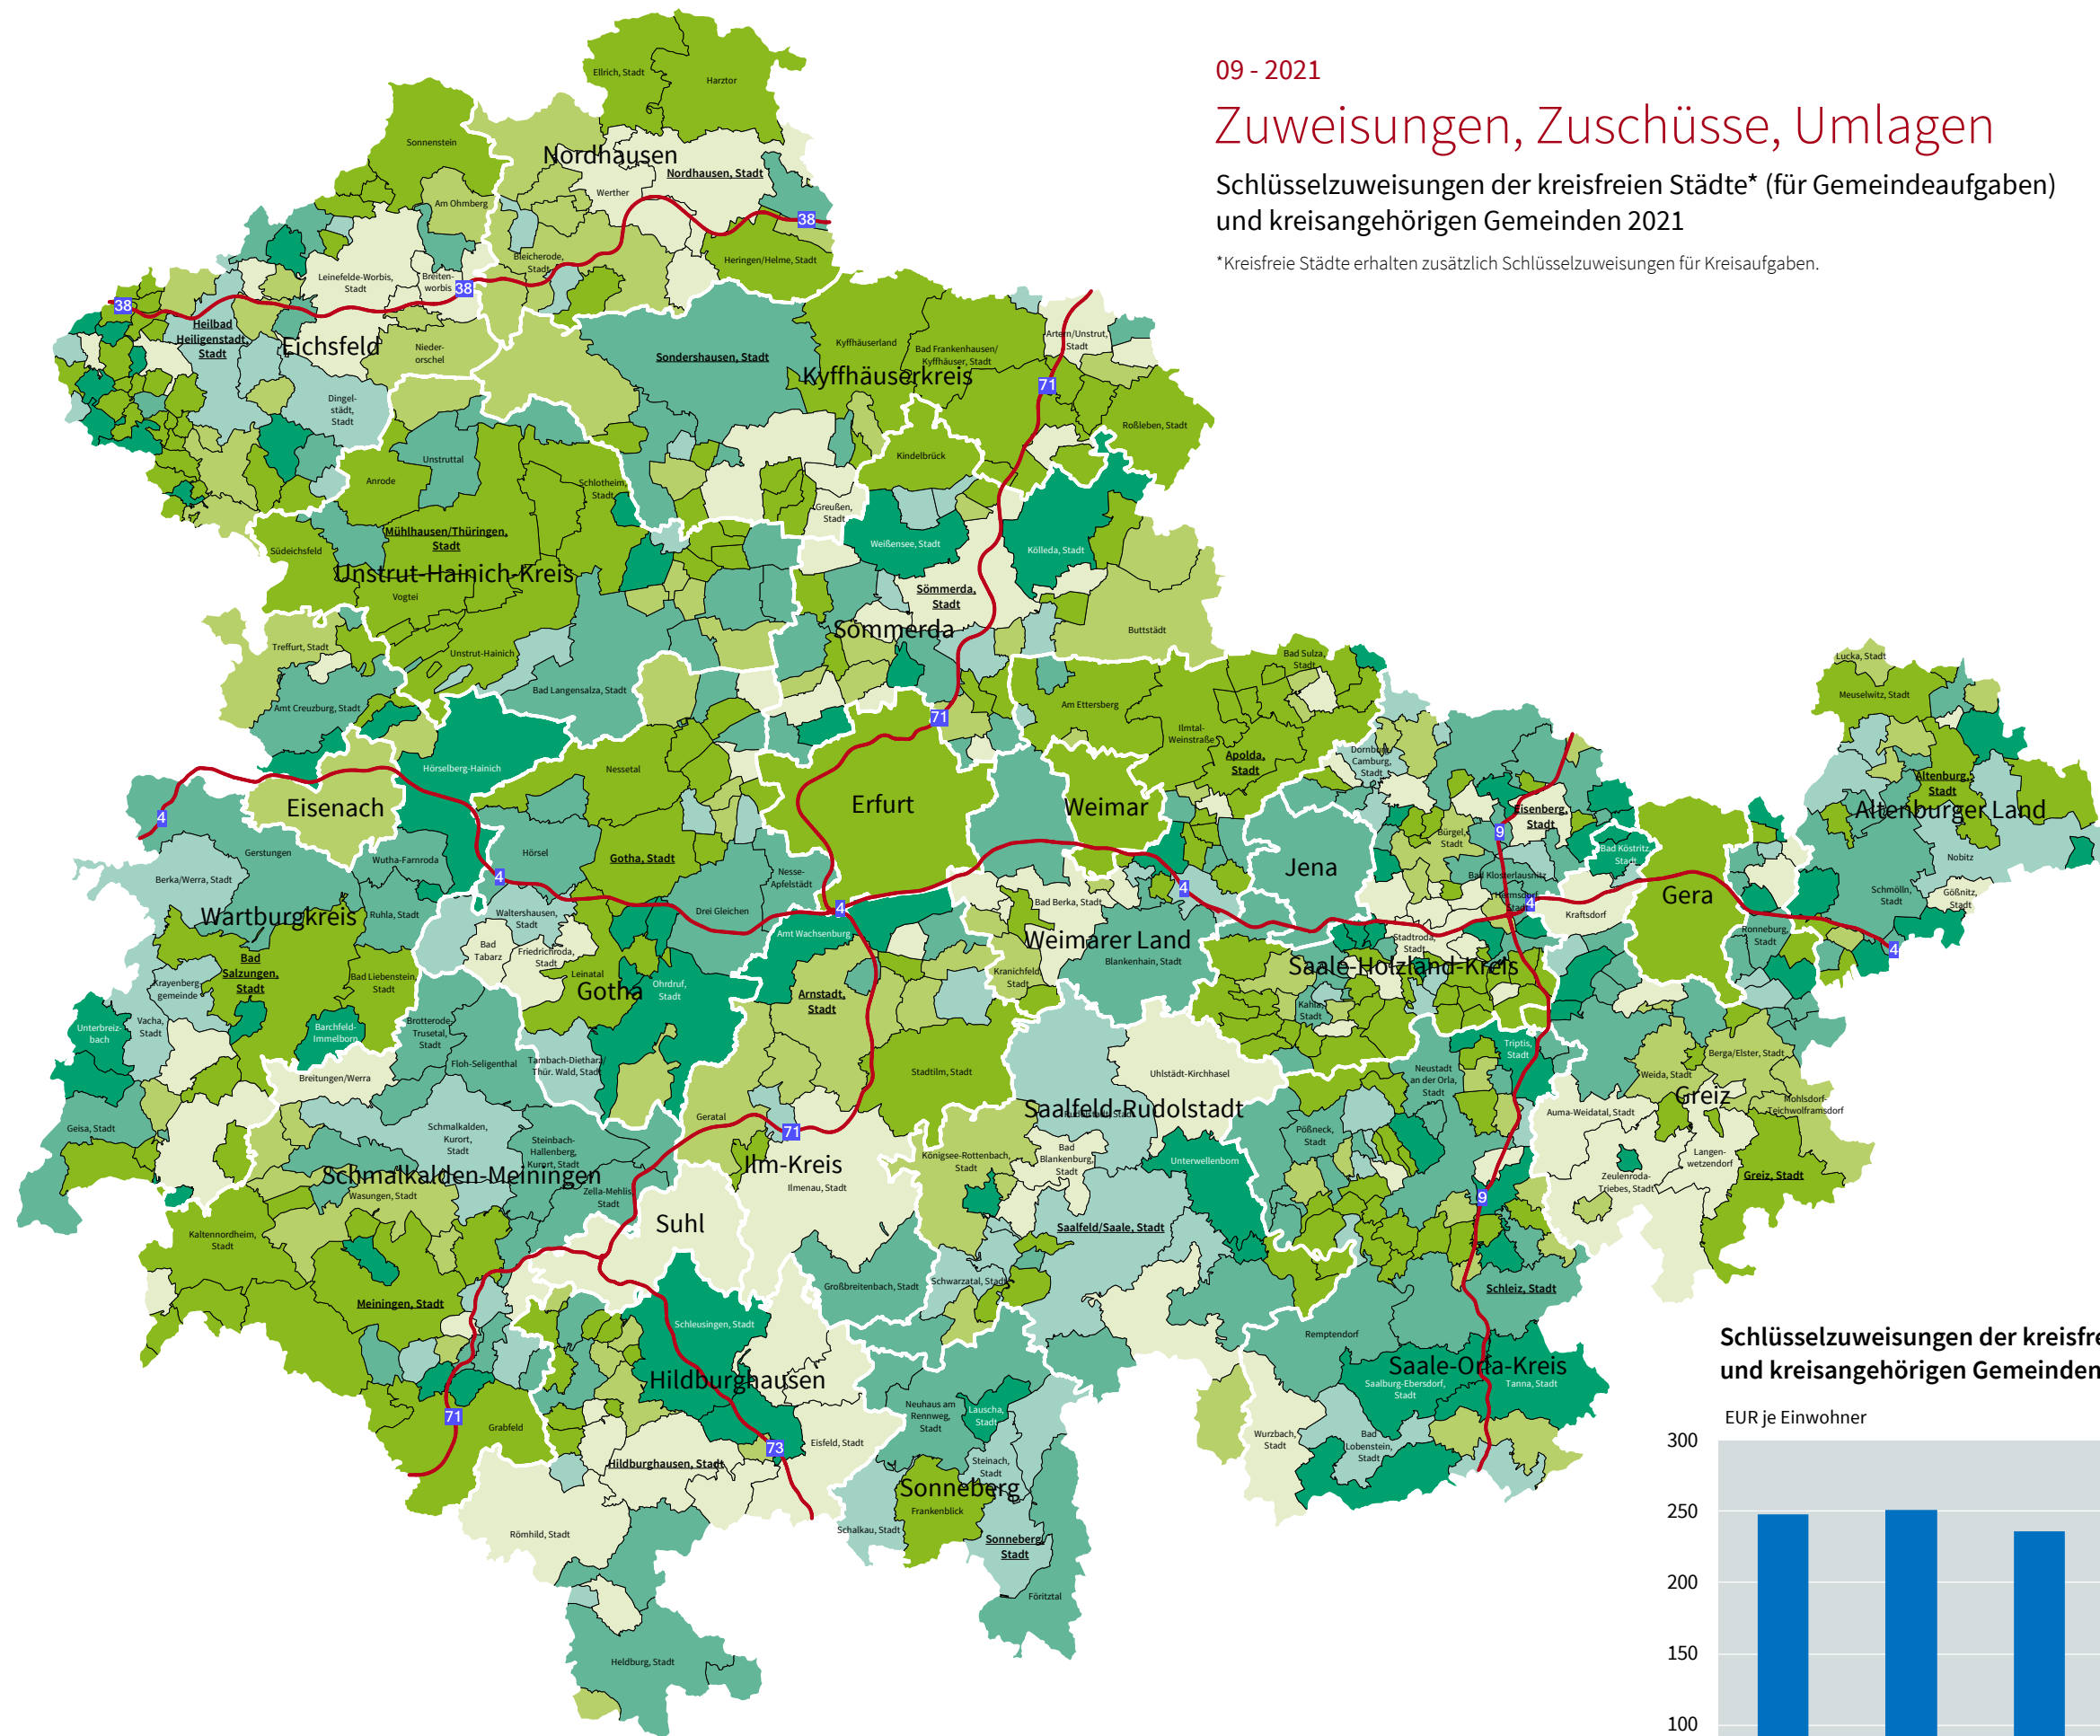 09 - 2021
Zuweisungen, Zuschüsse, Umlagen
Schlüsselzuweisungen der kreisfreien Städte* (für Gemeindeaufgaben)
und kreisangehörigen Gemeinden 2021
*Kreisfreie Städte erhalten zusätzlich Schlüsselzuweisungen für Kreisaufgaben.
Ellrich, Stadt
Harztor
Sonnenstein
Nordhausen
Nordhausen, Stadt
Werther
Am Ohmberg
38
Bleicherode,
Stadt
Heringen/Helme, Stadt
Leinefelde-Worbis,
Stadt
Breiten-
worbis
38
38
Heilbad
Heiligenstadt,
Stadt
Eichsfeld
Nieder-
orschel
Dingel-
städt,
Stadt
Sondershausen, Stadt
Kyffhäuserland
Bad Frankenhausen/
Kyffhäuser, Stadt
Kyffhäuserkreis
Artern/Unstrut,
Stadt
71
Roßleben, Stadt
Kindelbrück
Unstruttal
Anrode
Schlotheim,
Stadt
Greußen,
Stadt
Mühlhausen/Thüringen,
Stadt
Südeichsfeld
Unstrut-Hainich-Kreis
Vogtei
Weißensee, Stadt
Kölleda, Stadt
Sömmerda,
Stadt
Sömmerda
Buttstädt
Treffurt, Stadt
Unstrut-Hainich
Bad Langensalza, Stadt
Amt Creuzburg, Stadt
71
Am Ettersberg
Bad Sulza,
Stadt
Ilmtal-
Weinstraße
Apolda,
Stadt
Lucka, Stadt
Meuselwitz, Stadt
Altenburg,
Stadt
Altenburger Land
Nobitz
Schmölln,
Stadt
Gößnitz,
Stadt
Hörselberg-Hainich
Nessetal
Eisenach
Erfurt
Weimar
Dornburg-
Camburg,
Stadt
4
Gerstungen
Wutha-Farnroda
Hörsel
Gotha, Stadt
Nesse-
Apfelstädt
Jena
Bürgel,
Stadt
9
Eisenberg,
Stadt
Bad Köstritz,
Stadt
Bad Klosterlausnitz
Hermsdorf,
Stadt
4
Kraftsdorf
Gera
Berka/Werra, Stadt
4
Wartburgkreis
Ruhla, Stadt
Waltershausen,
Stadt
Drei Gleichen
4
4
Bad Berka, Stadt
Amt Wachsenburg
Weimarer Land
Blankenhain, Stadt
Stadtroda,
Stadt
Saale-Holzland-Kreis
Ronneburg,
Stadt
4
Bad
Tabarz
Friedrichroda,
Stadt
Bad
Salzungen,
Stadt
Bad Liebenstein,
Stadt
Leinatal
Gotha
Ohrdruf,
Stadt
Arnstadt,
Stadt
Kranichfeld,
Stadt
Kahla,
Stadt
Krayenberg-
gemeinde
Vacha,
Stadt
Unterbreiz-
bach
Barchfeld-
Immelborn
Brotterode-
Trusetal,
Stadt
Floh-Seligenthal
Tambach-Dietharz/
Thür. Wald, Stadt
Breitungen/Werra
Stadtilm, Stadt
Uhlstädt-Kirchhasel
Triptis,
Stadt
Neustadt
an der Orla,
Stadt
Weida, Stadt
Berga/Elster, Stadt
Greiz
Mohlsdorf-
Teichwolframsdorf
Auma-Weidatal, Stadt
Geisa, Stadt
Geratal
71
Saalfeld-Rudolstadt
Pößneck,
Stadt
Schmalkalden,
Kurort,
Stadt
Steinbach-
Hallenberg,
Kurort, Stadt
Schmalkalden-Meiningen
Ilm-Kreis
Ilmenau, Stadt
Königsee-Rottenbach,
Stadt
Bad
Blankenburg,
Stadt
Unterwellenborn
Langen-
wetzendorf
Zeulenroda-
Triebes, Stadt
Greiz, Stadt
Wasungen, Stadt
Zella-Mehlis,
Stadt
Suhl
9
Saalfeld/Saale, Stadt
Kaltennordheim,
Stadt
Großbreitenbach, Stadt
Schwarzatal, Stadt
Schleiz, Stadt
Meiningen, Stadt
Schleusingen, Stadt
Remptendorf
Hildburghausen
Saale-Orla-Kreis
Saalburg-Ebersdorf,
Stadt
Tanna, Stadt
71
Grabfeld
Neuhaus am
Rennweg,
Stadt
Lauscha,
Stadt
Wurzbach,
Stadt
Bad
Lobenstein,
Stadt
73
Eisfeld, Stadt
Hildburghausen, Stadt
Steinach,
Stadt
Sonneberg
Frankenblick
Schalkau, Stadt
Sonneberg,
Stadt
Römhild, Stadt
Föritztal
Heldburg, Stadt
Schlüsselzuweisungen der kreisfre
und kreisangehörigen Gemeinden
EUR je Einwohner
300
250
200
150
100